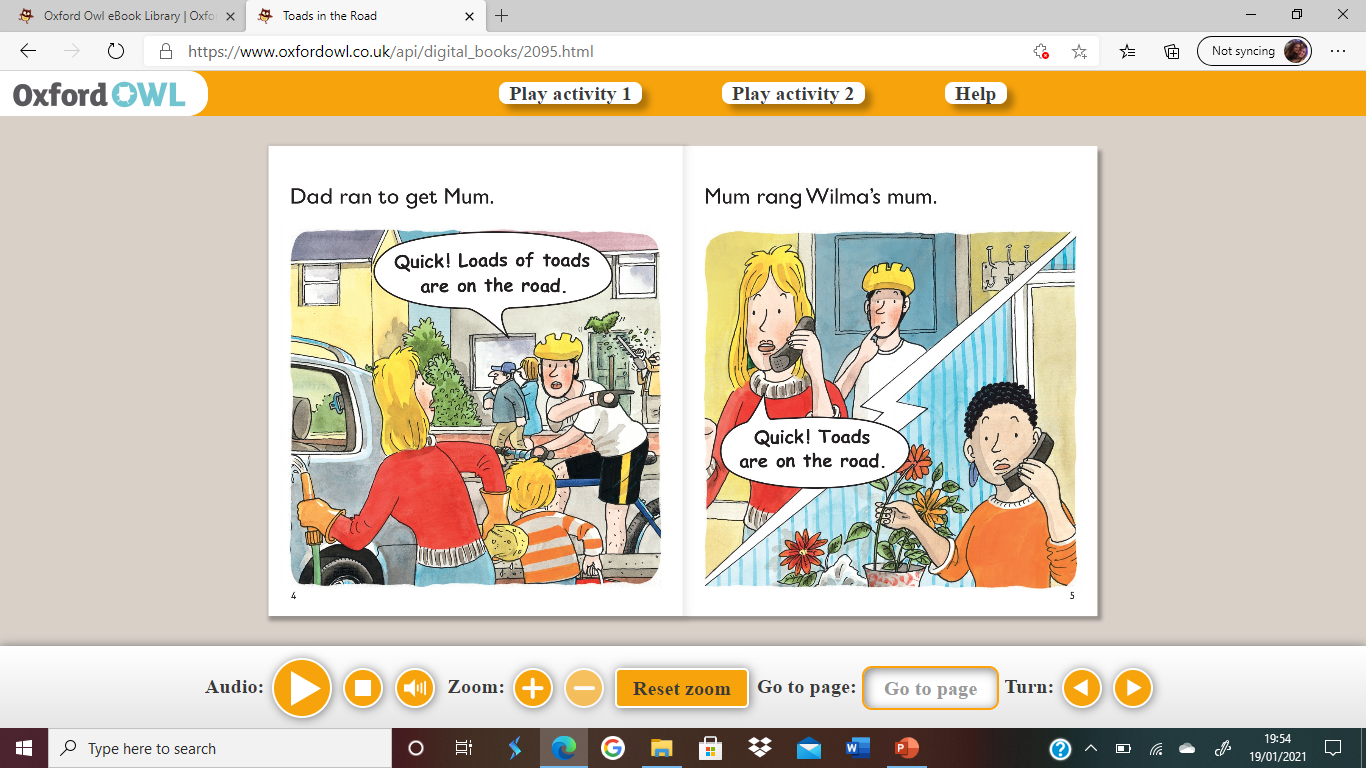 Oxford Owl eBook Library | Oxfo
Toads in the Road
https://www.oxfordowl.co.uk/api/digital_books/2095.html
Not syncing
Oxford OWL
Play activity 1
Play activity 2
Help
Dad ran to get Mum.
Quick! Loads of toads
are on the road.
4
Mum rang Wilma's mum.
Quick! Toads
are on the road.
5
Audio:
Zoom:
Reset zoom
Go to page:
Go to page
Turn:
Type here to search
19:54
19/01/2021